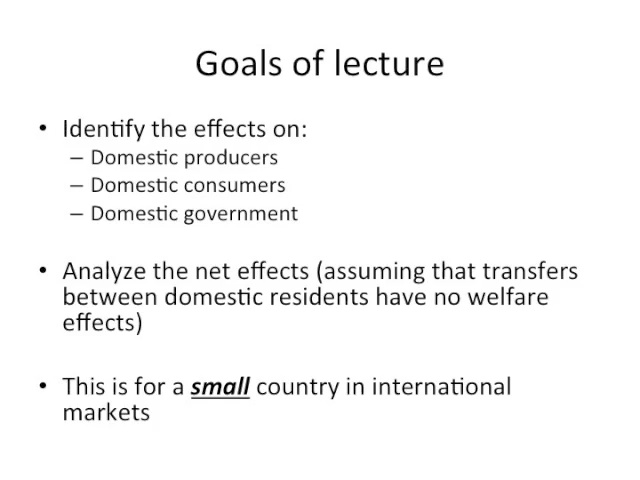 Goals of lecture
• Identify the effects on:
– Domestic producers
– Domestic consumers
– Domestic government
• Analyze the net effects (assuming that transfers
between domestic residents have no welfare
effects)
• This is for a small country in international
markets